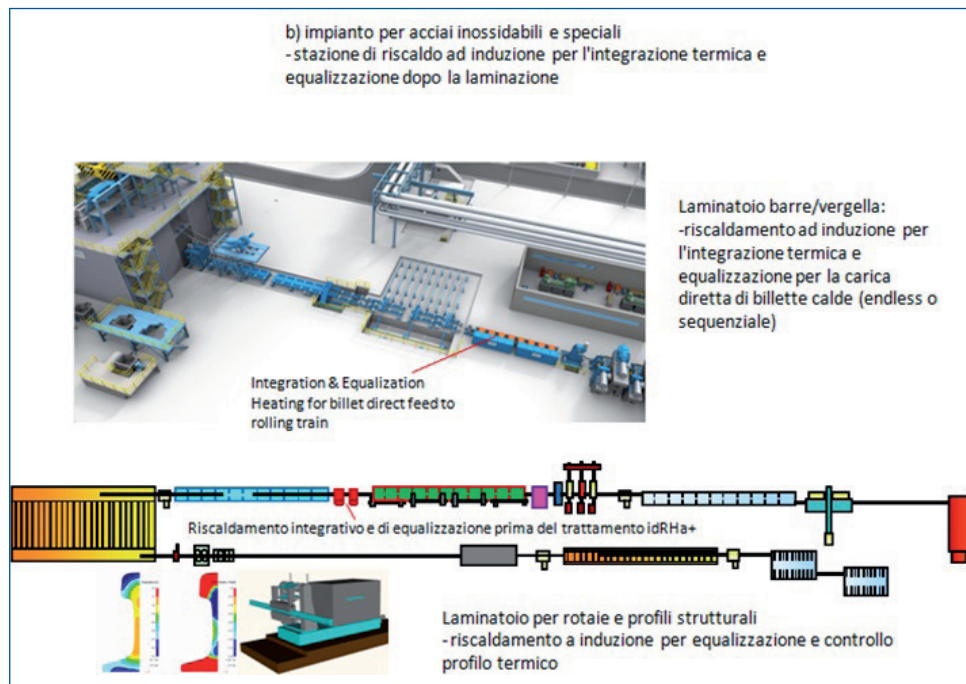 b) impianto per acciai inossidabili e speciali
-stazione di riscaldo ad induzione per l'integrazione termica e
equalizzazione dopo la laminazione
Laminatoio barre/vergella:
-riscaldamento ad induzione per
l'integrazione termica e
equalizzazione per la carica
diretta di billette calde (endless o
sequenziale)
Integration & Equalization
Heating for billet direct feed to
rolling train
Riscaldamento integrativo e di equalizzazione prima del trattamento idRHa+
Laminatoio per rotaie e profili strutturali
-riscaldamento a induzione per equalizzazione e controllo
profilo termico